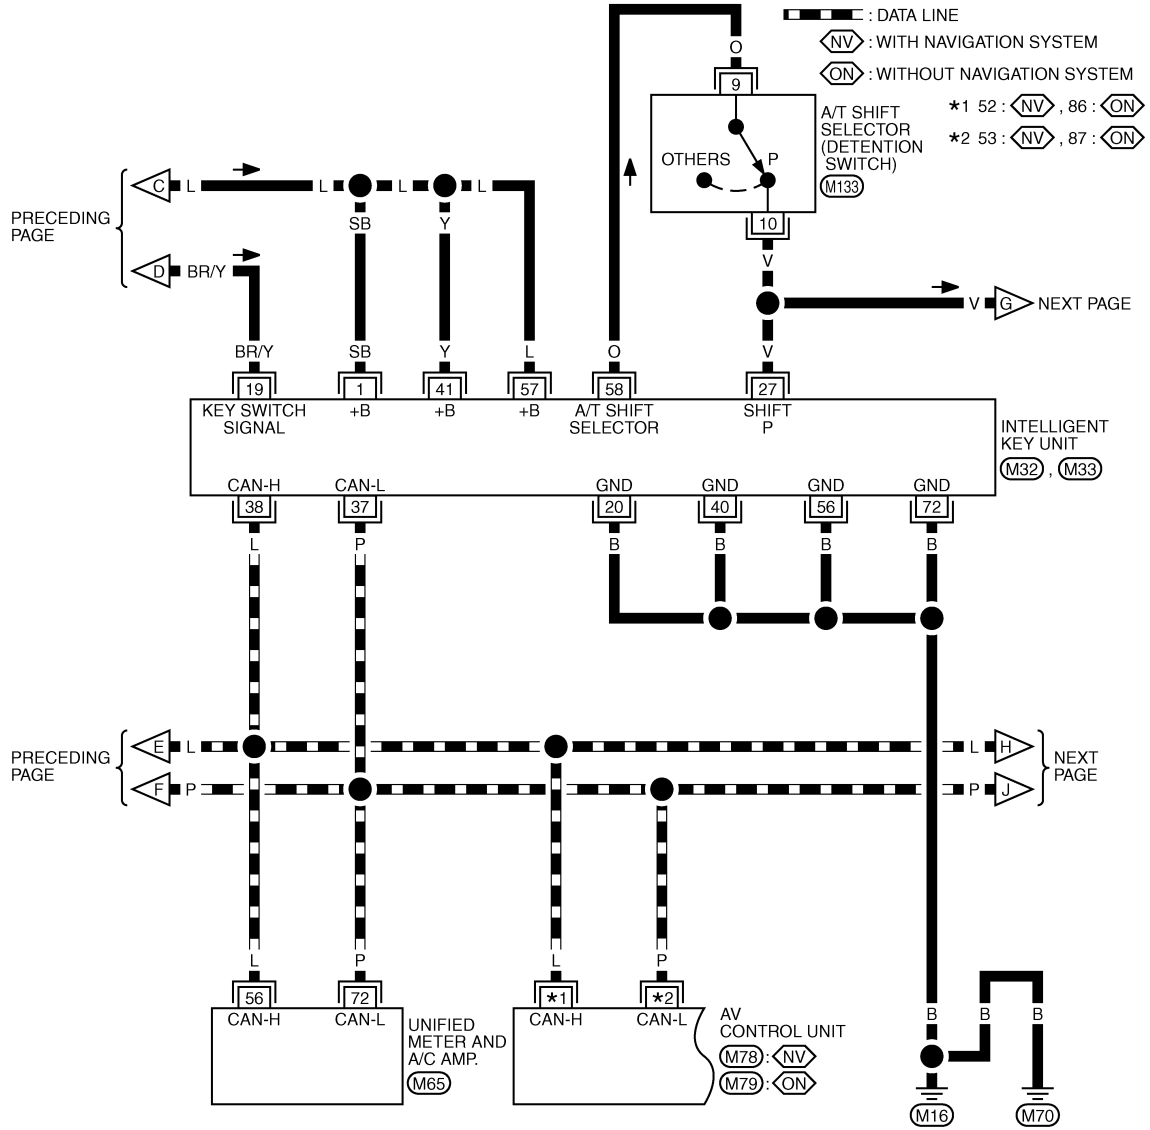 : DATA LINE
NV : WITH NAVIGATION SYSTEM
ON : WITHOUT NAVIGATION SYSTEM
*1 52 : NV , 86 : ON
*2 53 : NV , 87 : ON
O
9
A/T SHIFT
SELECTOR
(DETENTION
SWITCH)
M133
OTHERS
P
10
V
V G NEXT PAGE
V
PRECEDING
PAGE
C L L L L
SB Y
D BR/Y
BR/Y SB Y L O
19 1 41 57 58 27
KEY SWITCH
SIGNAL
+B
+B
+B
A/T SHIFT
SELECTOR
SHIFT
P
INTELLIGENT
KEY UNIT
M32 , M33
CAN-H CAN-L GND GND GND GND
38 37 20 40 56 72
L P B B B B
PRECEDING
PAGE
E L L H
F P P J
NEXT
PAGE
L P L P
56 72 *1 *2
CAN-H CAN-L CAN-H CAN-L
UNIFIED
METER AND
A/C AMP.
M65
AV
CONTROL UNIT
M78 : NV
M79 : ON
B B B
M16 M70